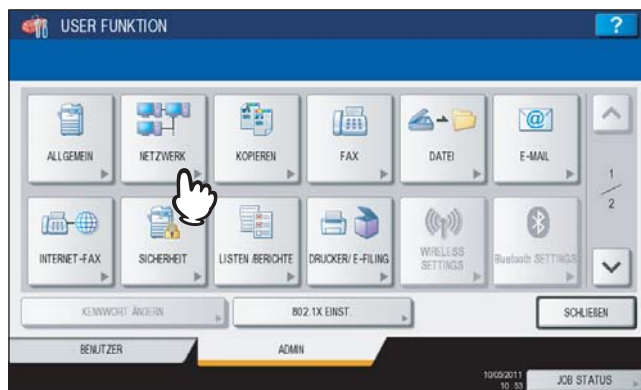 USER FUNKTION
?
ALLGEMEIN
NETZWERK
KOPIEREN
FAX
DATEI
E-MAIL
1
2
INTERNET-FAX
SICHERHEIT
LISTEN /BERICHTE
DRUCKER/ E-FILING
WIRELESS
SETTINGS
Bluetooth SETTINGS
KENNWORT ÄNDERN
802.1X EINST.
SCHLIEßEN
BENUTZER
ADMIN
10/03/2011
10 53
JOB STATUS